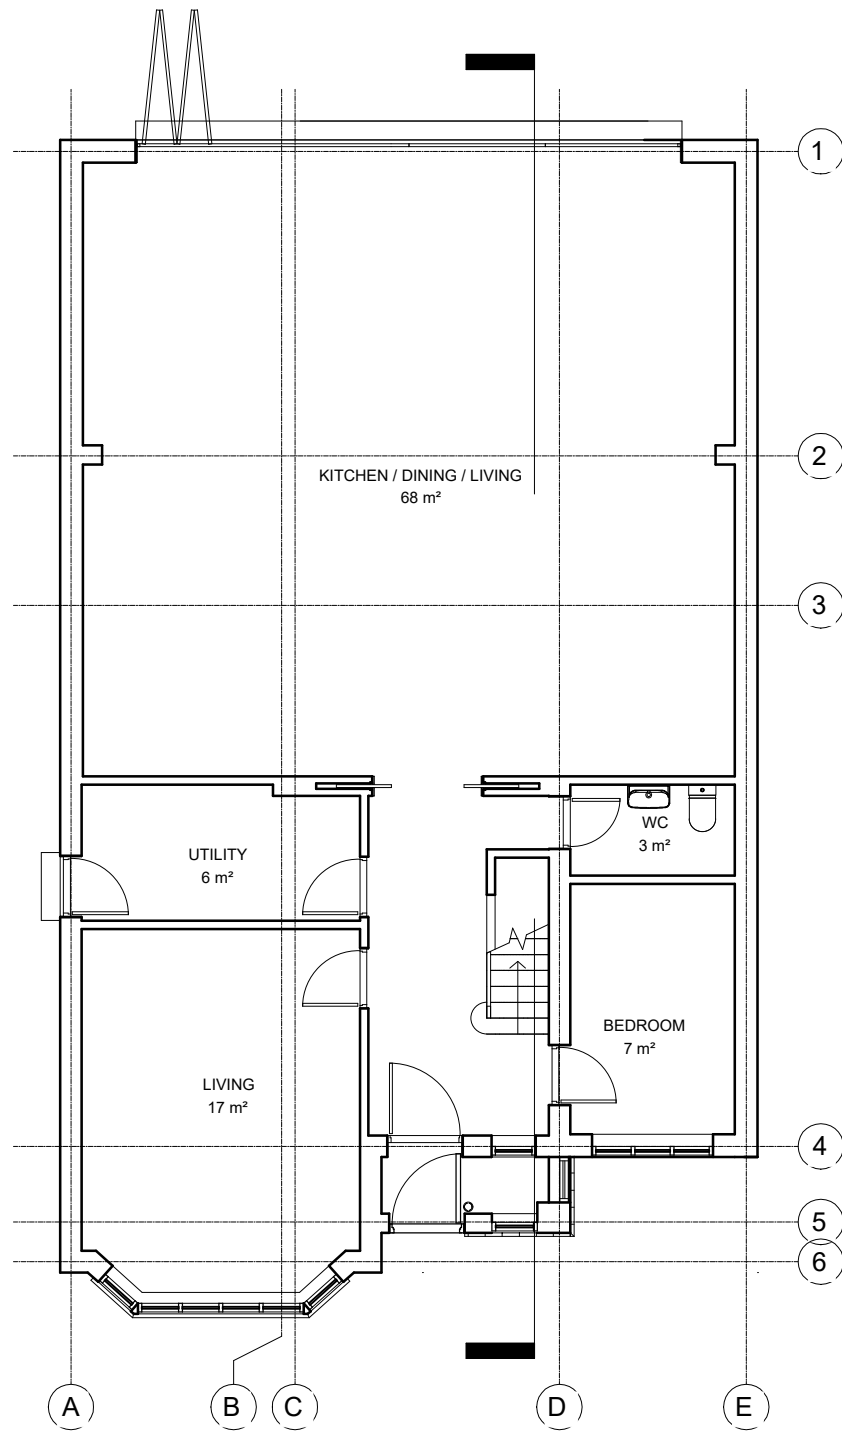 1
2
KITCHEN / DINING / LIVING
68 m²
3
WC
3 m²
UTILITY
6 m²
BEDROOM
7 m²
LIVING
17 m²
4
5
6
A
B
C
D
E